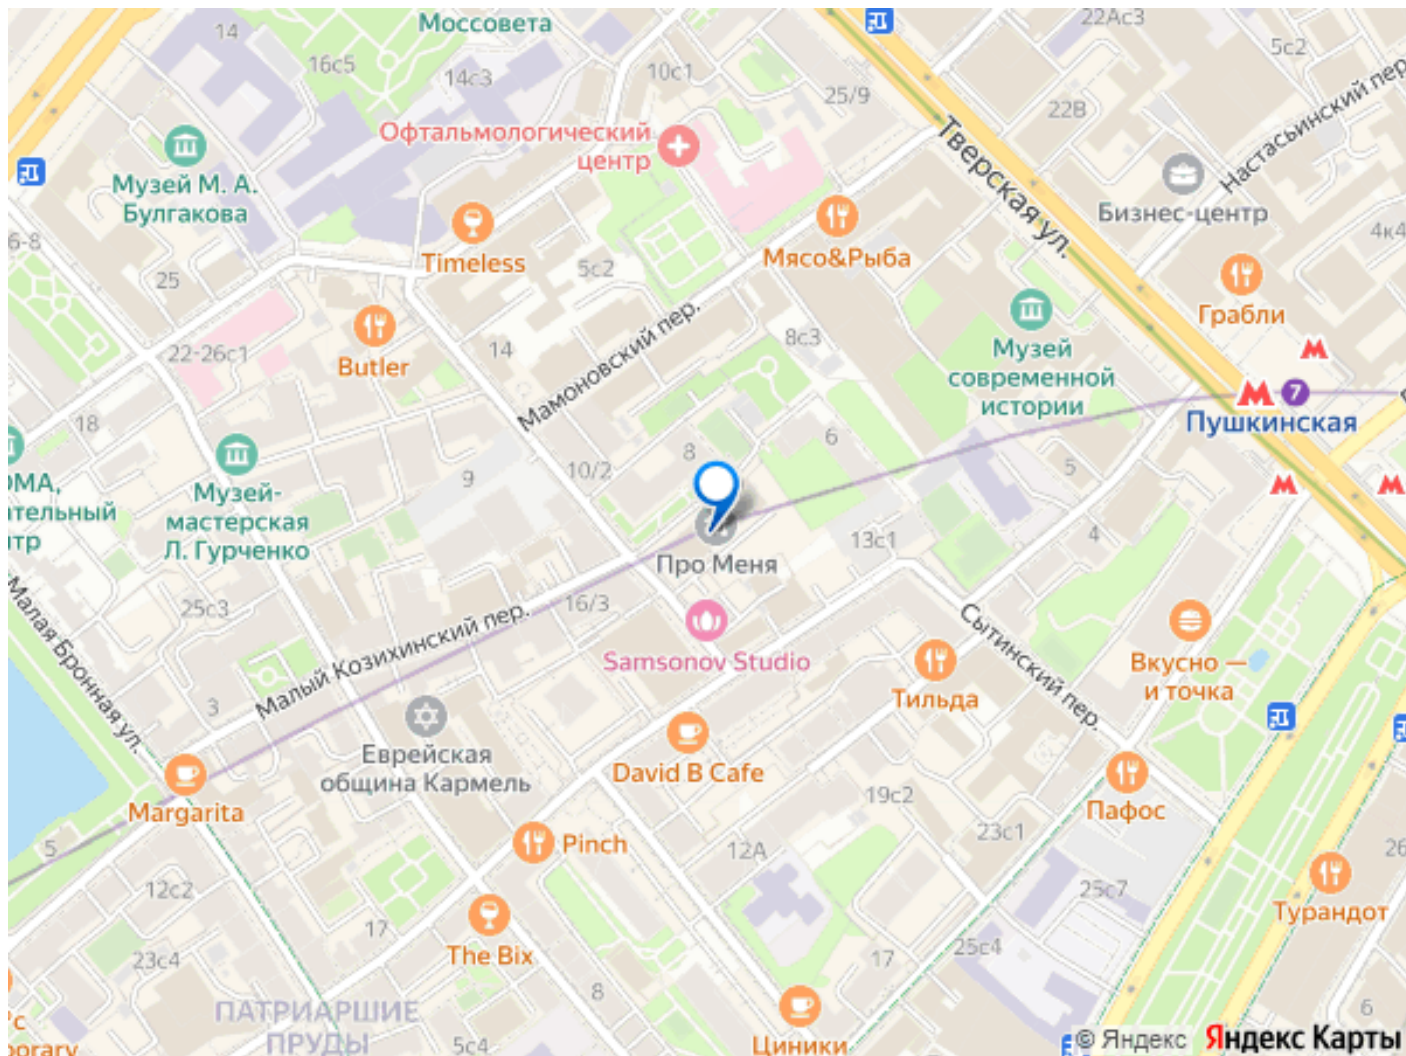 Моссовета
14
16с5
14с3
10с1
25/9
22Ас3
5с2
22В
Настасьинский пер.
Офтальмологический
центр
Тверская ул.
Музей М. А.
Булгакова
Бизнес-центр
4к4
6-8
Timeless
5с2
Мясо&Рыба
25
Грабли
Butler
22-26с1
14
Мамоновский пер.
8с3
Музей
современной
истории
7
Пушкинская
18
10/2
8
6
5
9
Музей-
мастерская
Л. Гурченко
Про Меня
13с1
4
25с3
16/3
Малая Бронная ул.
Малый Козихинский пер.
Сытинский пер.
Samsonov Studio
Тильда
Вкусно —
и точка
3
Еврейская
община Кармель
David B Cafe
Margarita
Пафос
19с2
23с1
5
Pinch
12А
12с2
25с7
26
Турандот
17
The Bix
23с4
17
25с4
8
6
ПАТРИАРШИЕ
ПРУДЫ
5с4
Циники
© Яндекс Яндекс Карты